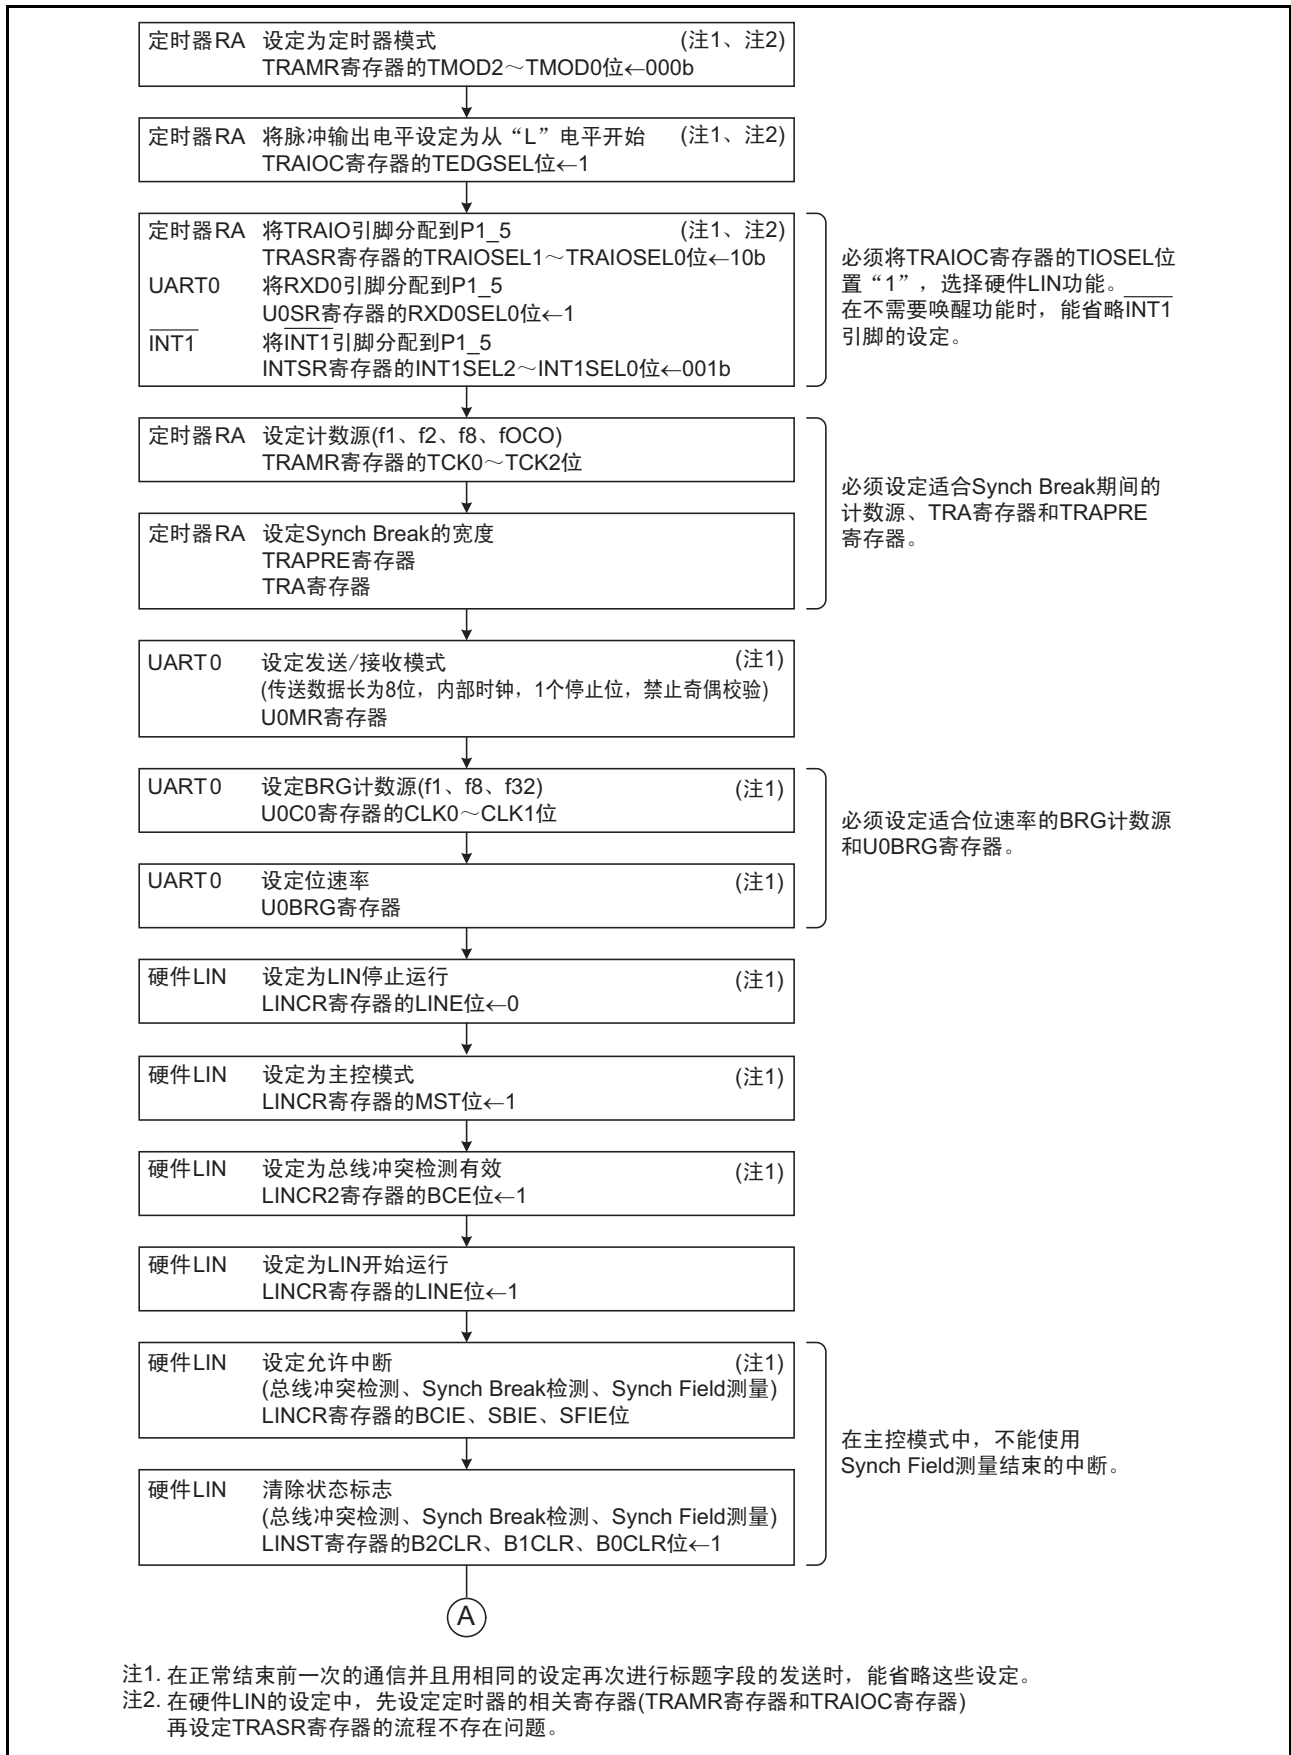 定时器RA 设定为定时器模式 (注1、注2)
TRAMR寄存器的TMOD2～TMOD0位←000b
定时器RA 将脉冲输出电平设定为从“L”电平开始 (注1、注2)
TRAIOC寄存器的TEDGSEL位←1
定时器RA 将TRAIO引脚分配到P1_5 (注1、注2)
TRASR寄存器的TRAIOSEL1～TRAIOSEL0位←10b
UART0 将RXD0引脚分配到P1_5
U0SR寄存器的RXD0SEL0位←1
INT1 将INT1引脚分配到P1_5
INTSR寄存器的INT1SEL2～INT1SEL0位←001b
必须将TRAIOC寄存器的TIOSEL位
置“1”，选择硬件LIN功能。
在不需要唤醒功能时，能省略INT1
引脚的设定。
定时器RA 设定计数源(f1、f2、f8、fOCO)
TRAMR寄存器的TCK0～TCK2位
定时器RA 设定Synch Break的宽度
TRAPRE寄存器
TRA寄存器
必须设定适合Synch Break期间的
计数源、TRA寄存器和TRAPRE
寄存器。
UART0 设定发送/接收模式 (注1)
(传送数据长为8位，内部时钟，1个停止位，禁止奇偶校验)
U0MR寄存器
UART0 设定BRG计数源(f1、f8、f32) (注1)
U0C0寄存器的CLK0～CLK1位
UART0 设定位速率 (注1)
U0BRG寄存器
必须设定适合位速率的BRG计数源
和U0BRG寄存器。
硬件LIN 设定为LIN停止运行 (注1)
LINCR寄存器的LINE位←0
硬件LIN 设定为主控模式 (注1)
LINCR寄存器的MST位←1
硬件LIN 设定为总线冲突检测有效 (注1)
LINCR2寄存器的BCE位←1
硬件LIN 设定为LIN开始运行
LINCR寄存器的LINE位←1
硬件LIN 设定允许中断 (注1)
(总线冲突检测、Synch Break检测、Synch Field测量)
LINCR寄存器的BCIE、SBIE、SFIE位
硬件LIN 清除状态标志
(总线冲突检测、Synch Break检测、Synch Field测量)
LINST寄存器的B2CLR、B1CLR、B0CLR位←1
在主控模式中，不能使用
Synch Field测量结束的中断。
A
注1. 在正常结束前一次的通信并且用相同的设定再次进行标题字段的发送时，能省略这些设定。
注2. 在硬件LIN的设定中，先设定定时器的相关寄存器(TRAMR寄存器和TRAIOC寄存器)
再设定TRASR寄存器的流程不存在问题。